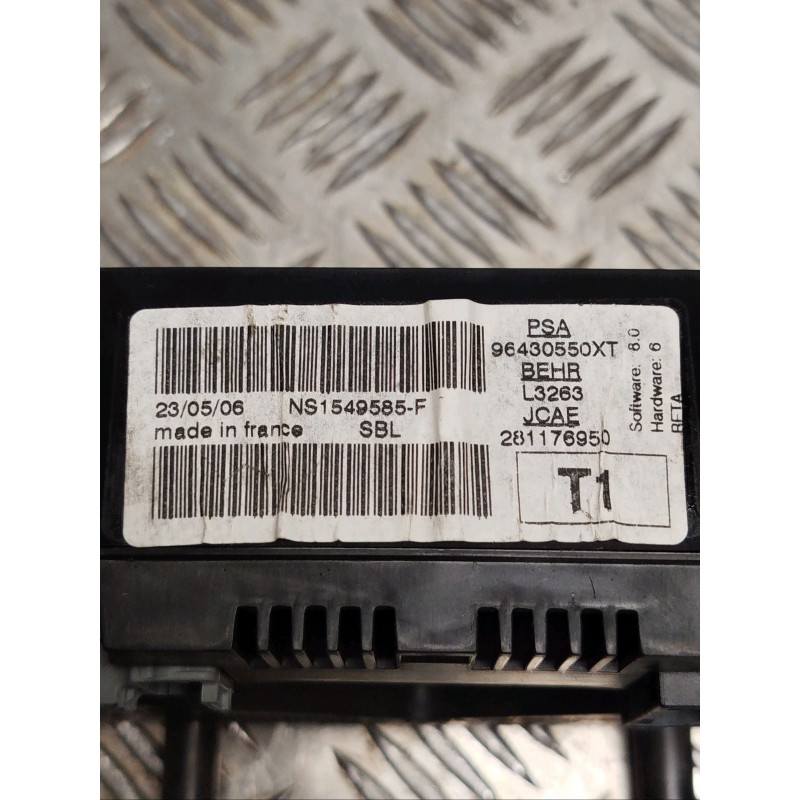 23/05/06 NS1549585-F
made in france SBL
PSA
96430550XT
BEHR
L3263
JCAE
281176950
T1
Software: 8.0
Hardware: 6
BETA